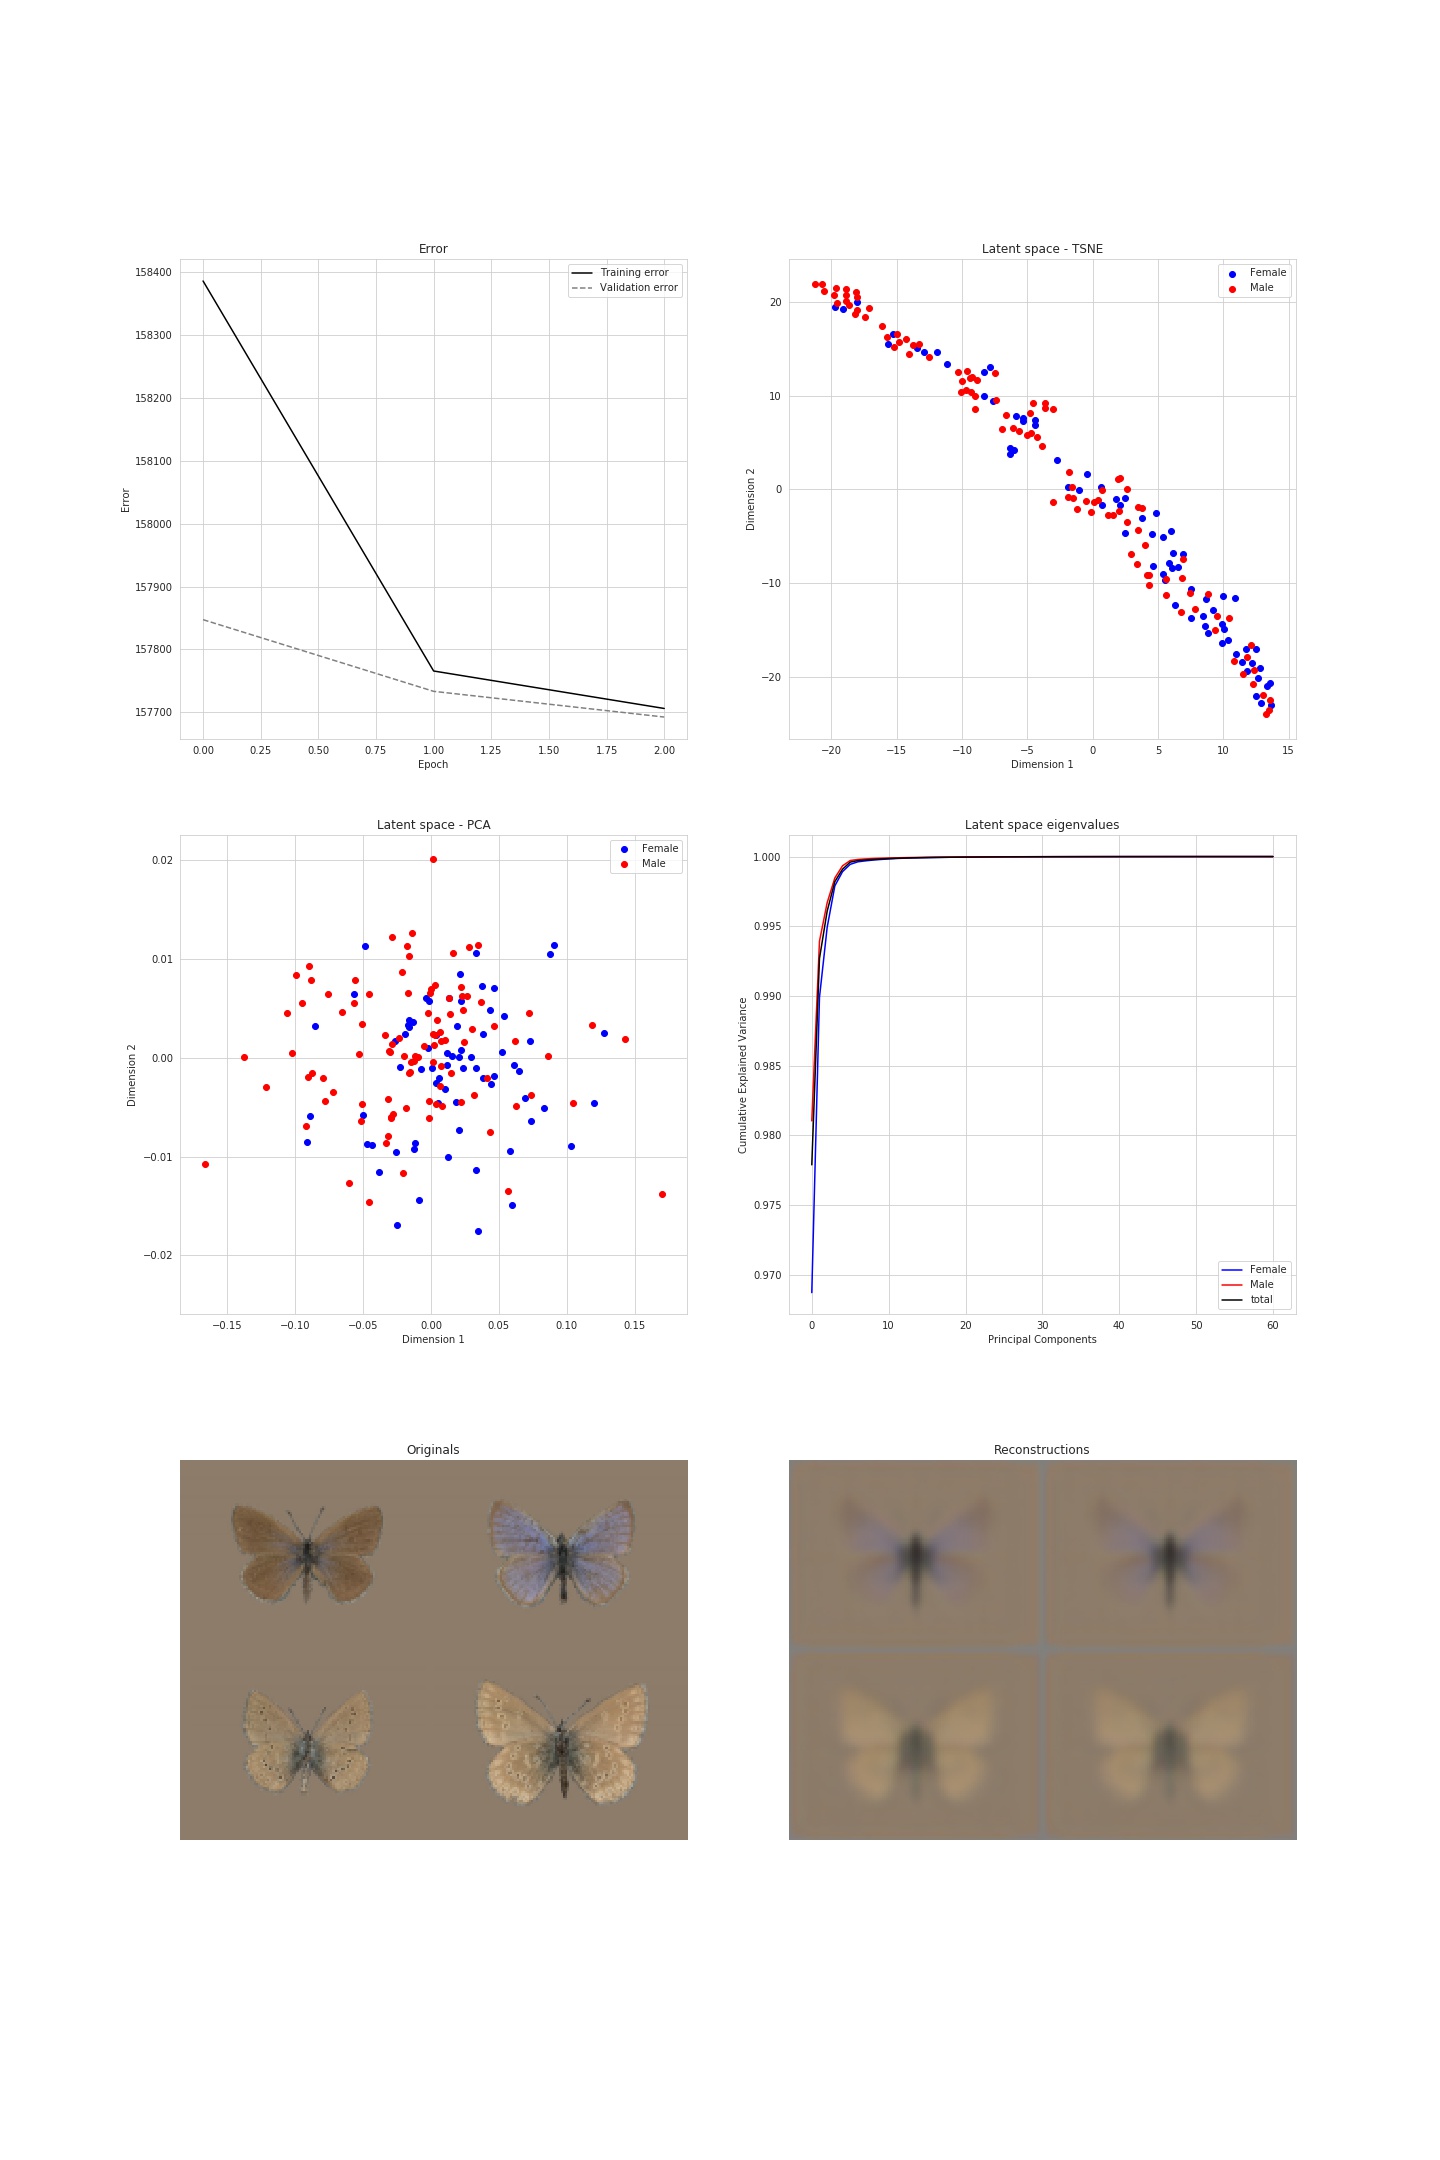 Error
158400
158300
158200
158100
158000
157900
157800
157700
Error
0.00 0.25 0.50 0.75 1.00 1.25 1.50 1.75 2.00
Epoch
Training error
Validation error
Latent space - TSNE
20
10
0
−10
−20
Dimension 2
−20 −15 −10 −5 0 5 10 15
Dimension 1
Female
Male
Latent space - PCA
0.02
0.01
0.00
−0.01
−0.02
Dimension 2
−0.15 −0.10 −0.05 0.00 0.05 0.10 0.15
Dimension 1
Female
Male
Latent space eigenvalues
1.000
0.995
0.990
0.985
0.980
0.975
0.970
Cumulative Explained Variance
0 10 20 30 40 50 60
Principal Components
Female
Male
total
Originals
Reconstructions